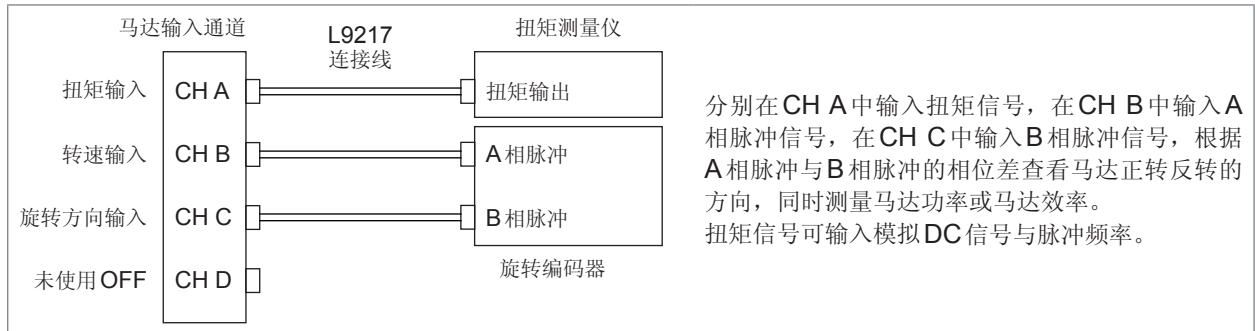 马达输入通道
L9217
连接线
扭矩测量仪
扭矩输入 CH A 扭矩输出
转速输入 CH B A相脉冲
旋转方向输入 CH C B相脉冲
旋转编码器
未使用OFF CH D
分别在CH A中输入扭矩信号，在CH B中输入A
相脉冲信号，在CH C中输入B相脉冲信号，根据
A相脉冲与B相脉冲的相位差查看马达正转反转的
方向，同时测量马达功率或马达效率。
扭矩信号可输入模拟DC信号与脉冲频率。